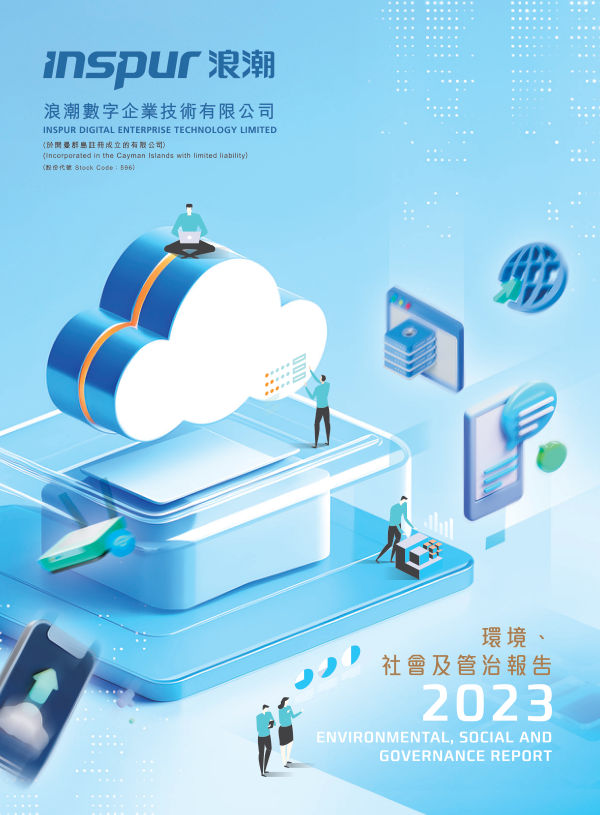 inspur 浪潮
浪潮數字企業技術有限公司
INSPUR DIGITAL ENTERPRISE TECHNOLOGY LIMITED
(於開曼群島註冊成立的有限公司)
(Incorporated in the Cayman Islands with limited liability)
(股份代號 Stock Code：596)
環境、
社會及管治報告
2023
ENVIRONMENTAL, SOCIAL AND
GOVERNANCE REPORT